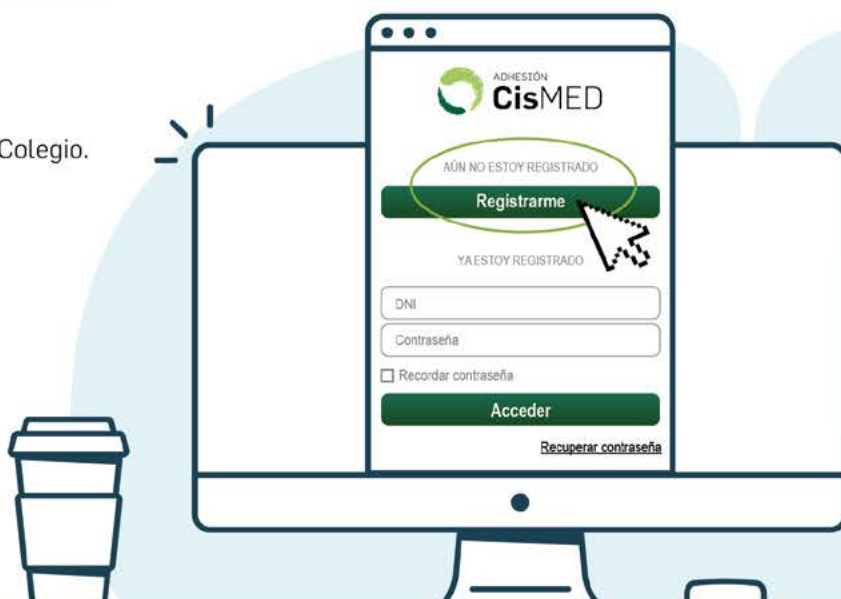 Colegio.
ADHESIÓN
CisMED
AÚN NO ESTOY REGISTRADO
Registrarme
YA ESTOY REGISTRADO
DNI
Contraseña
Recordar contraseña
Acceder
Recuperar contraseña